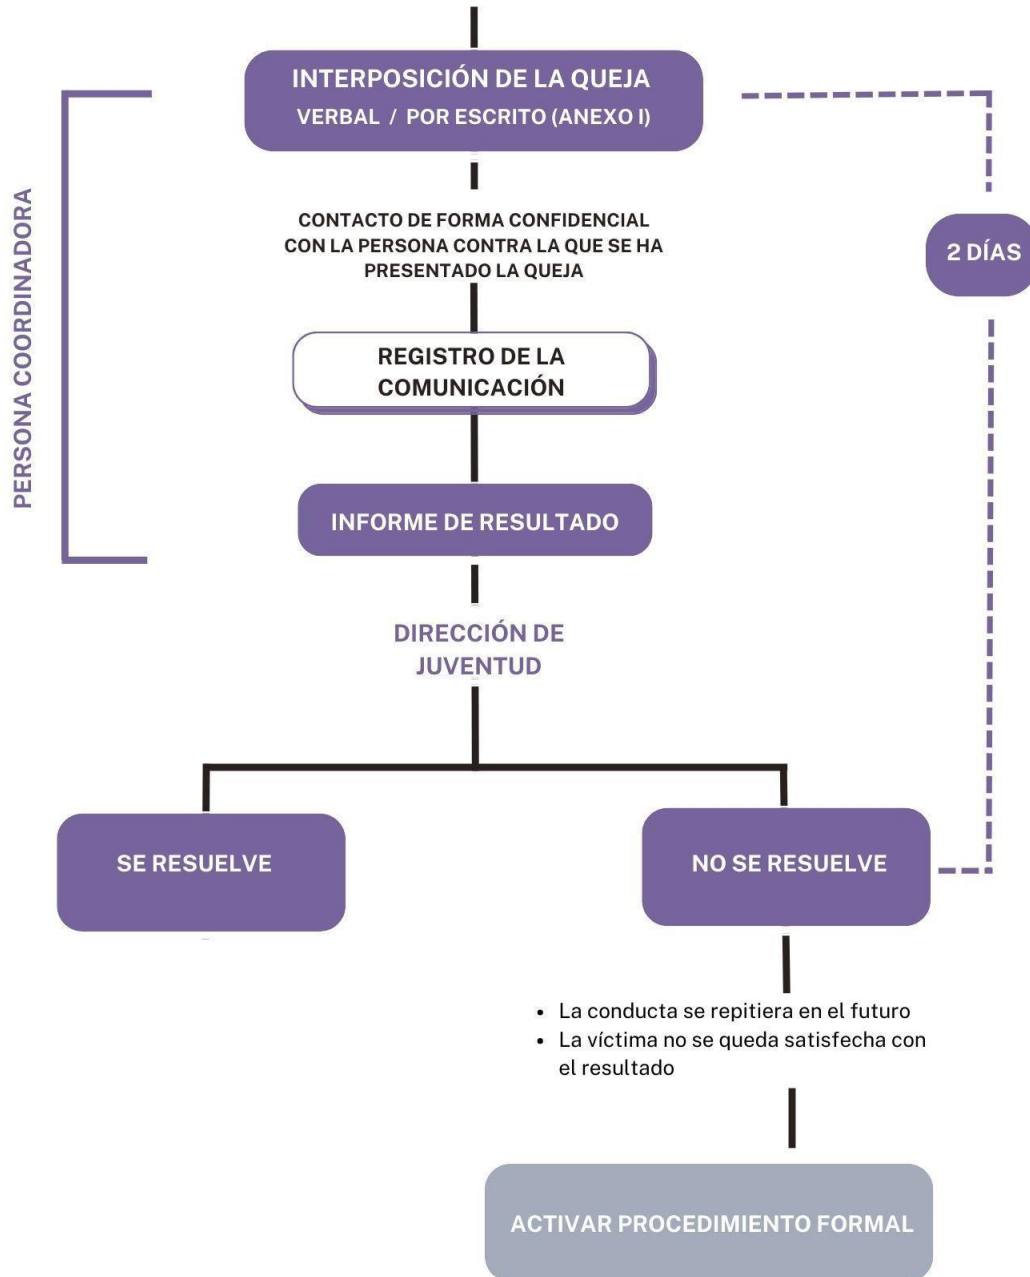 INTERPOSICIÓN DE LA QUEJA
VERBAL / POR ESCRITO (ANEXO I)
PERSONA COORDINADORA
CONTACTO DE FORMA CONFIDENCIAL
CON LA PERSONA CONTRA LA QUE SE HA
PRESENTADO LA QUEJA
2 DÍAS
REGISTRO DE LA
COMUNICACIÓN
INFORME DE RESULTADO
DIRECCIÓN DE
JUVENTUD
SE RESUELVE
NO SE RESUELVE
• La conducta se repitiera en el futuro
• La víctima no se queda satisfecha con
el resultado
ACTIVAR PROCEDIMIENTO FORMAL